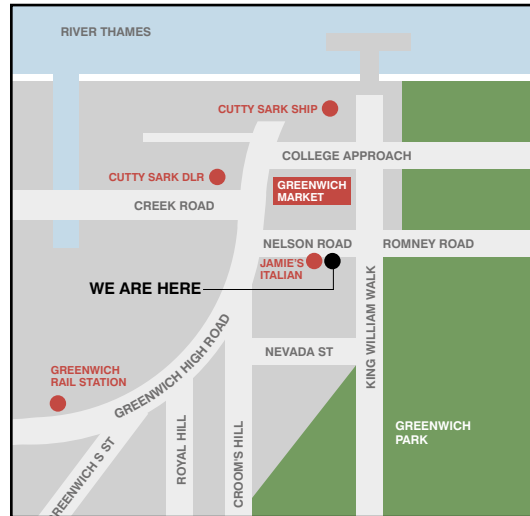 RIVER THAMES
CUTTY SARK SHIP
COLLEGE APPROACH
CUTTY SARK DLR
GREENWICH
MARKET
CREEK ROAD
NELSON ROAD
ROMNEY ROAD
JAMIE'S
ITALIAN
WE ARE HERE
KING WILLIAM WALK
NEVADA ST
GREENWICH HIGH ROAD
GREENWICH
RAIL STATION
GREENWICH
PARK
GREENWICH S ST
ROYAL HILL
CROOM'S HILL